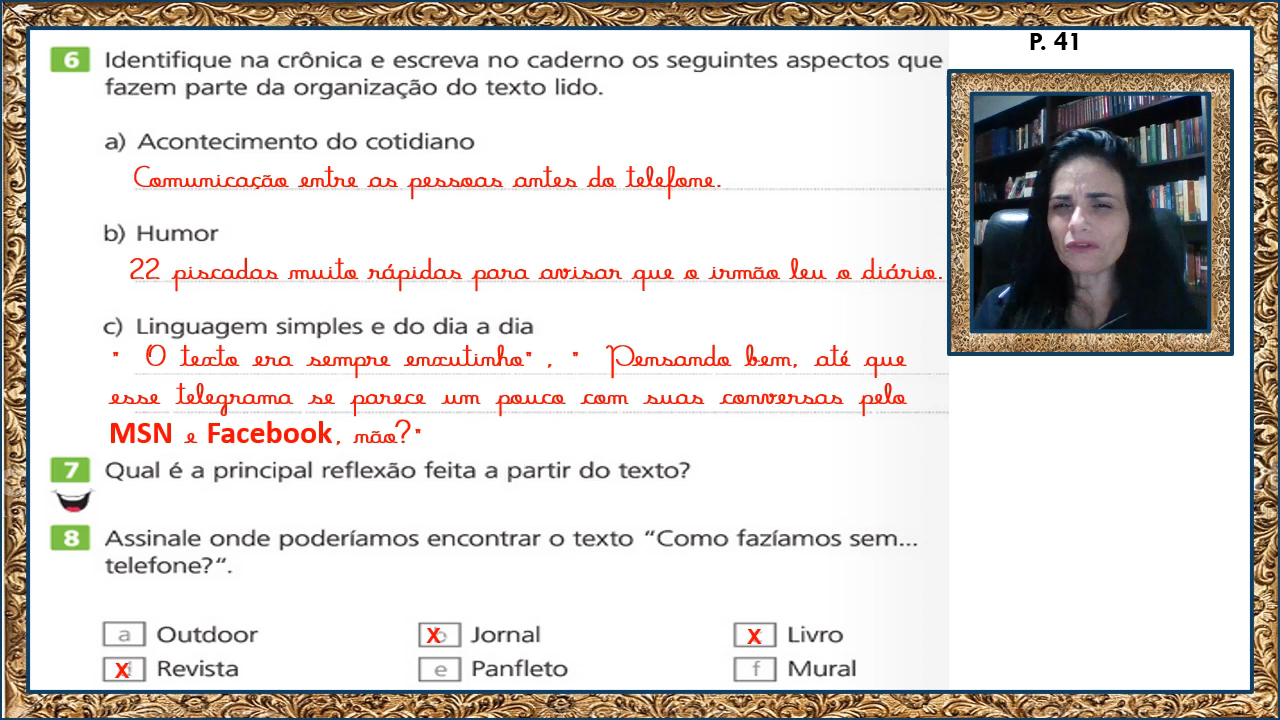 P. 41
6 Identifique na crônica e escreva no caderno os seguintes aspectos que
fazem parte da organização do texto lido.
a) Acontecimento do cotidiano
Comunicação entre as pessoas antes do telefone.
b) Humor
22 piscadas muito rápidas para avisar que o irmão leu o diário.
c) Linguagem simples e do dia a dia
" O texto era sempre enxutinho" , " Pensando bem, até que
esse telegrama se parece um pouco com suas conversas pelo
MSN e Facebook, não?"
7 Qual é a principal reflexão feita a partir do texto?
8 Assinale onde poderíamos encontrar o texto “Como fazíamos sem...
telefone?“.
a Outdoor X Jornal X Livro
X Revista e Panfleto f Mural